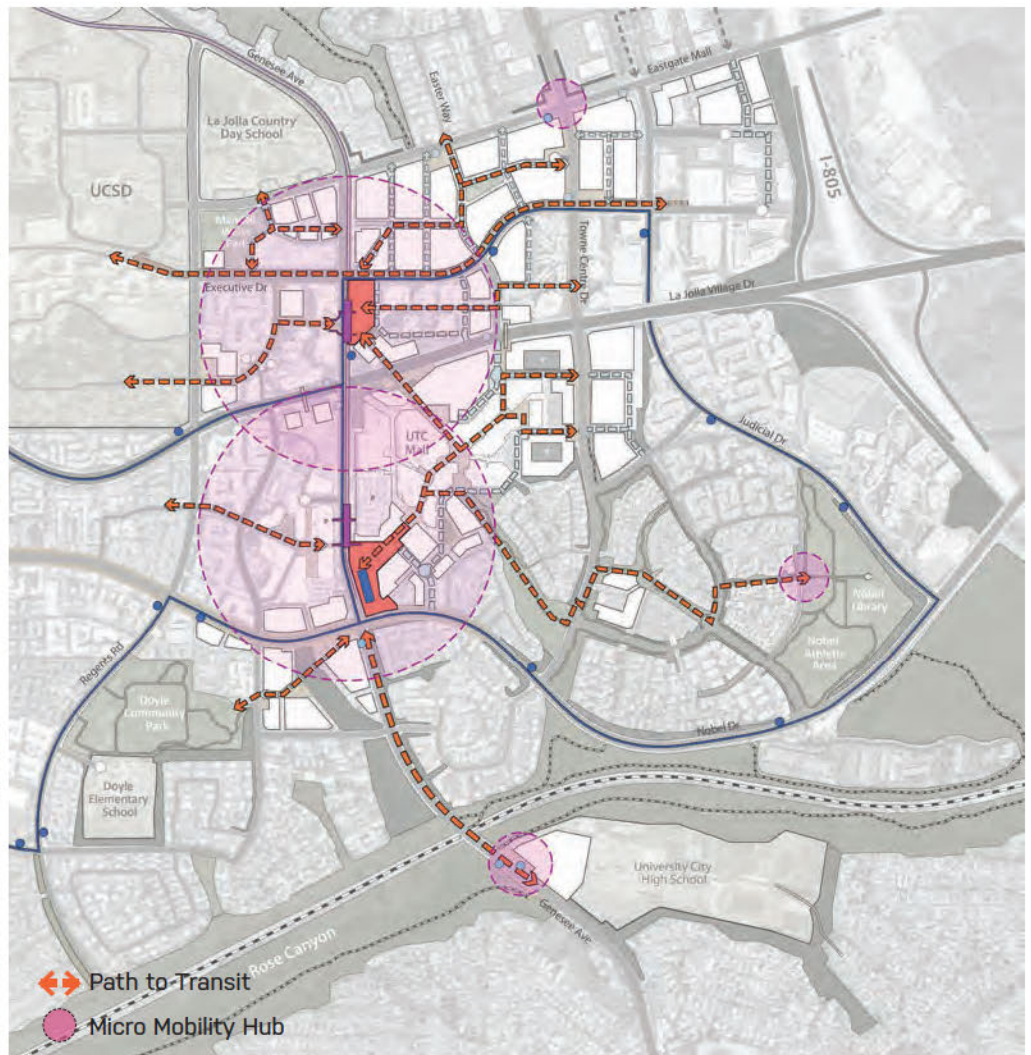 Genesee Ave
Easter Way
Eastgate Mall
La Jolla Country
Day School
UCSD
I-805
Executive Dr
Towne Centre Dr
La Jolla Village Dr
UTC
Mall
Judicial Dr
Nobel
Library
Nobel
Athletic
Area
Regents Rd
Doyle
Community
Park
Nobel Dr
Doyle
Elementary
School
University City
High School
Genesee Ave
Rose Canyon
Path to Transit
Micro Mobility Hub